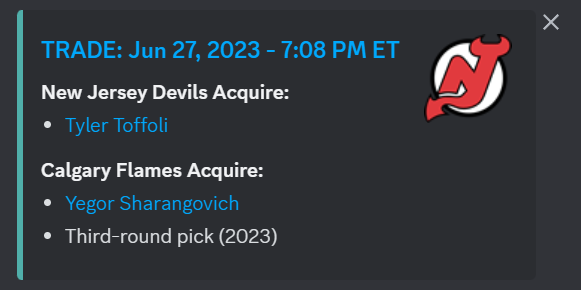 TRADE: Jun 27, 2023 - 7:08 PM ET
New Jersey Devils Acquire:
• Tyler Toffoli
Calgary Flames Acquire:
• Yegor Sharangovich
• Third-round pick (2023)